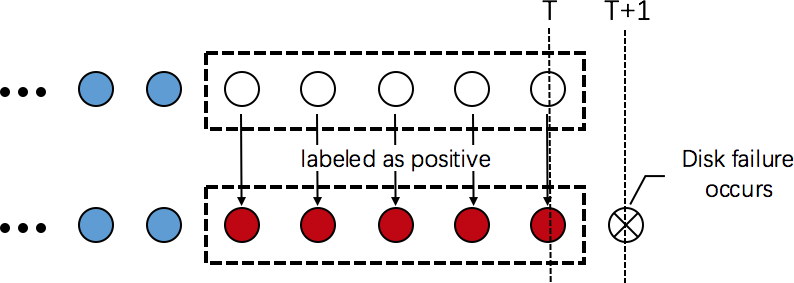 T
T+1
labeled as positive
Disk failure
occurs